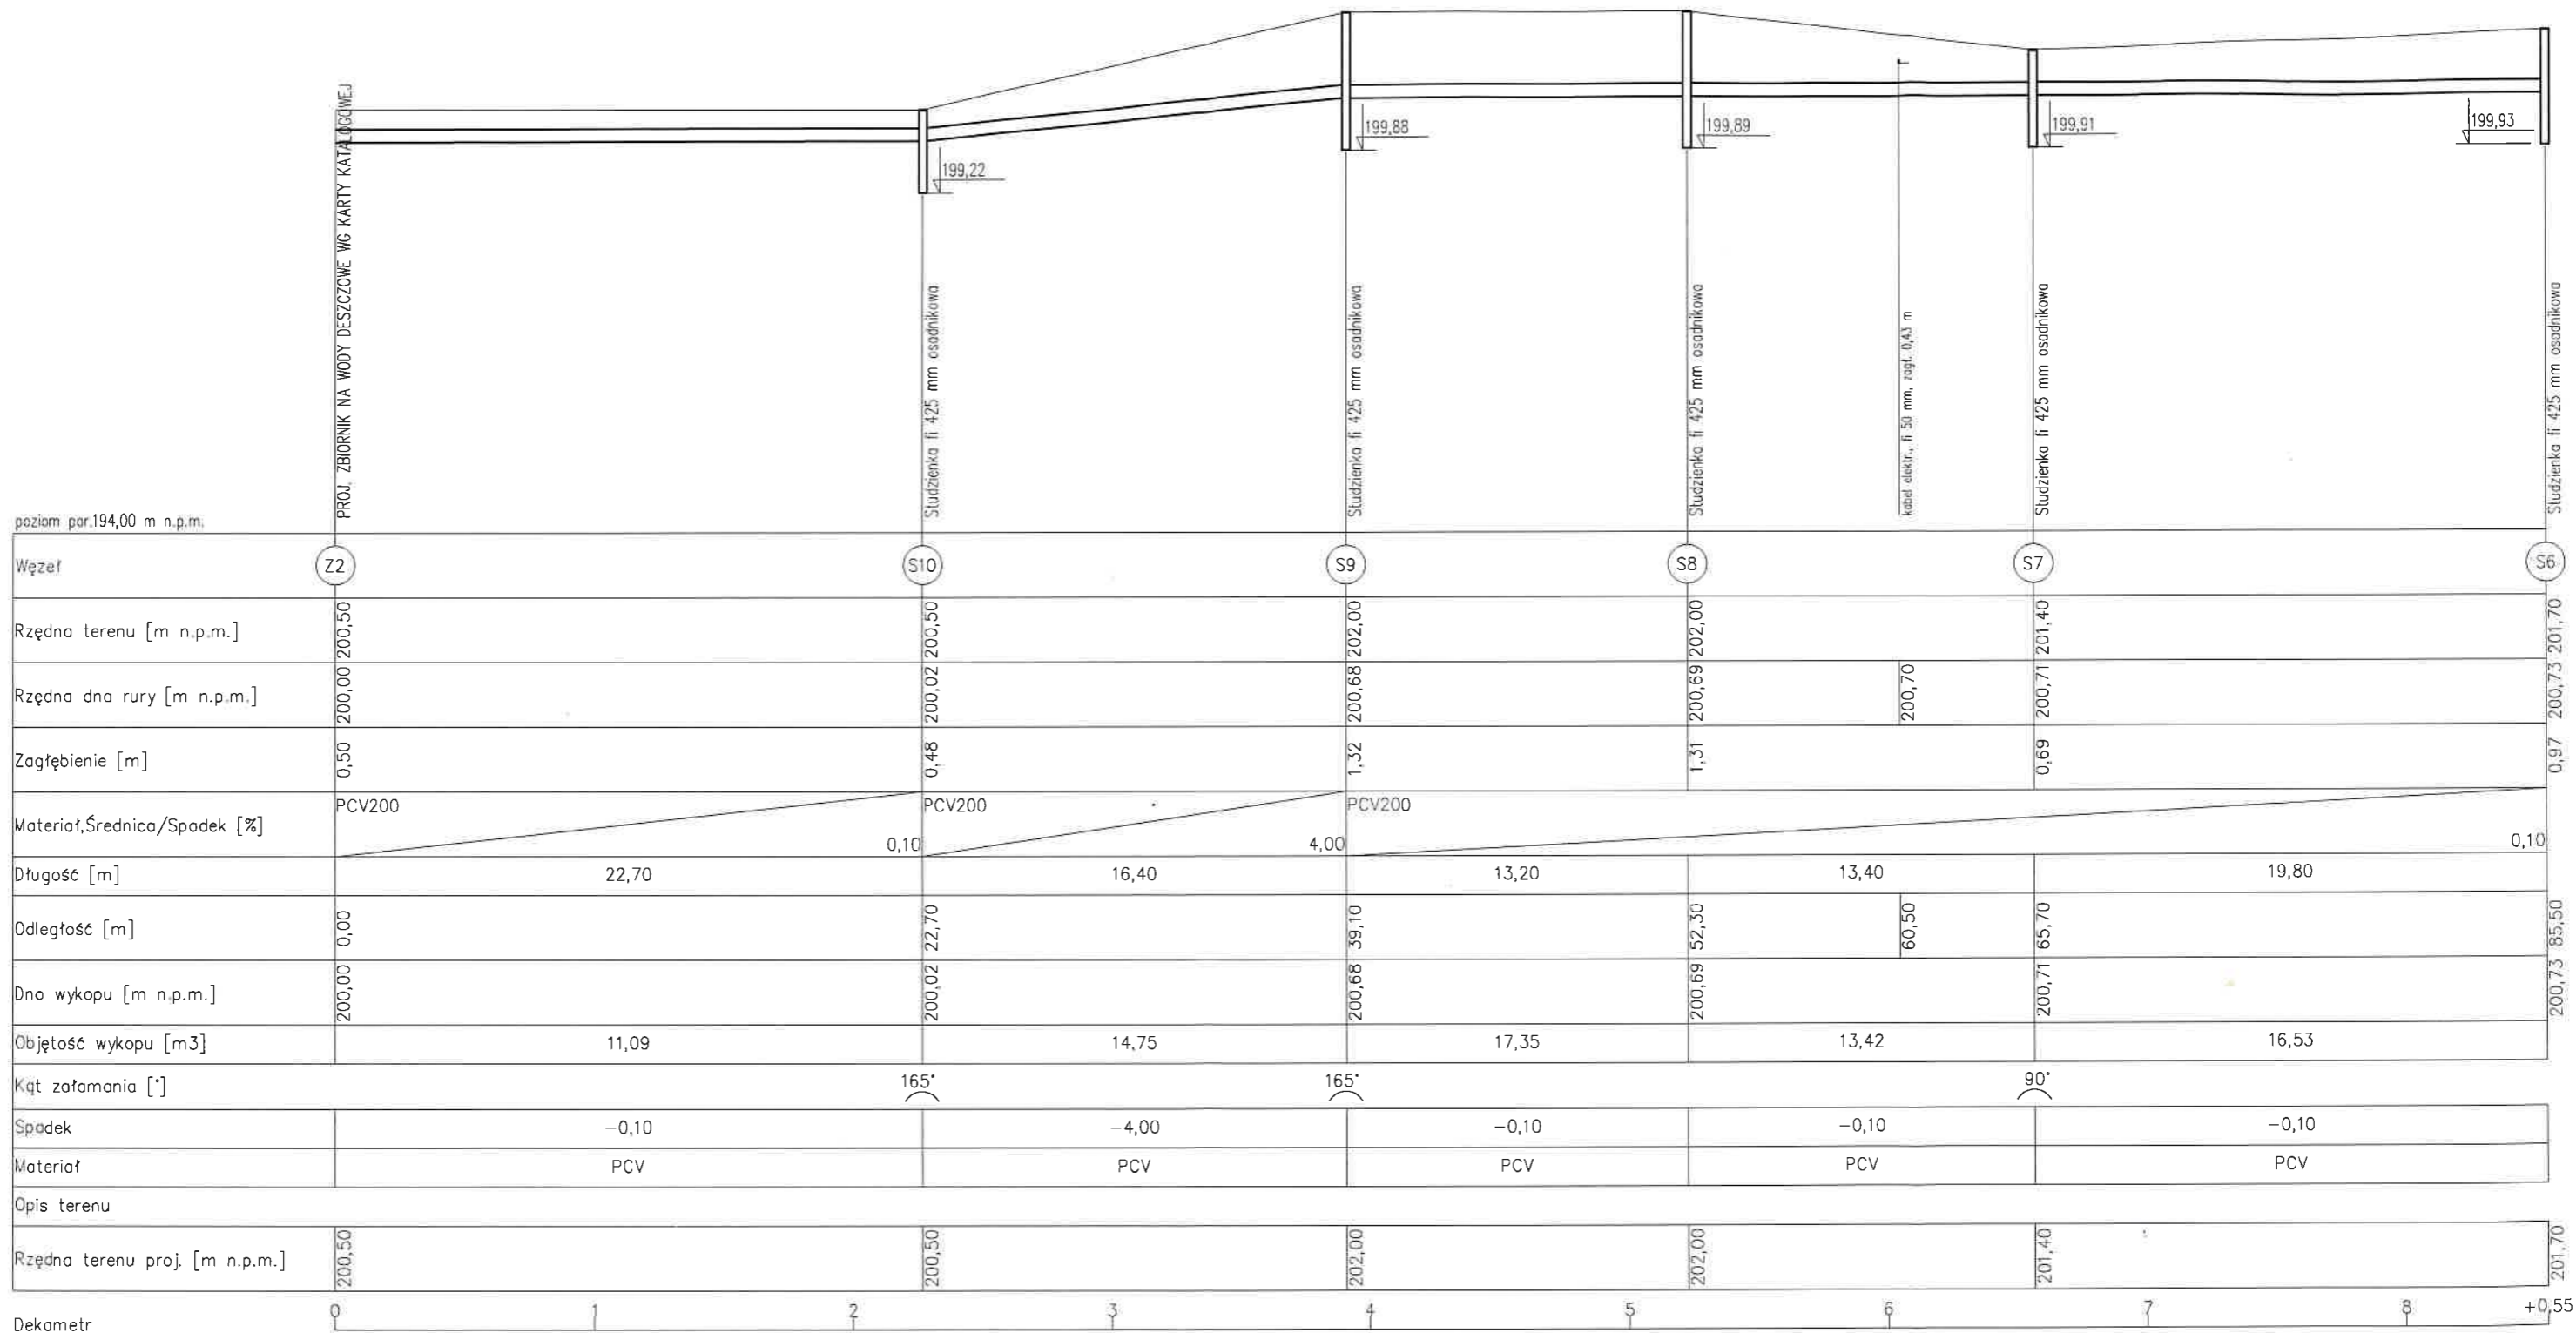 199,22
199,88
199,89
199,91
199,93
PROJ. ZBIORNIK NA WODY DESZCZOWE WG KARTY KATALOGOWEJ
Studzienka fi 425 mm osadnikowa
Studzienka fi 425 mm osadnikowa
Studzienka fi 425 mm osadnikowa
kabel elektr., fi 50 mm, zagł. 0,43 m
Studzienka fi 425 mm osadnikowa
Studzienka fi 425 mm osadnikowa
poziom por.194,00 m n.p.m.
Węzeł Z2 S10 S9 S8 S7 S6
Rzędna terenu [m n.p.m.] 200,50 200,50 202,00 202,00 201,40 201,70
Rzędna dna rury [m n.p.m.] 200,00 200,02 200,68 200,69 200,70 200,71 200,73
Zagłębienie [m] 0,50 0,48 1,32 1,31 0,69 0,97
Materiał,Średnica/Spadek [%] PCV200 0,10 PCV200 4,00 PCV200 0,10
Długość [m] 22,70 16,40 13,20 13,40 19,80
Odległość [m] 0,00 22,70 39,10 52,30 60,50 65,70 85,50
Dno wykopu [m n.p.m.] 200,00 200,02 200,68 200,69 200,71 200,73
Objętość wykopu [m3] 11,09 14,75 17,35 13,42 16,53
Kąt załamania [°] 165° 165° 90°
Spadek -0,10 -4,00 -0,10 -0,10 -0,10
Materiał PCV PCV PCV PCV PCV
Opis terenu
Rzędna terenu proj. [m n.p.m.] 200,50 200,50 202,00 202,00 201,40 201,70
Dekametr 0 1 2 3 4 5 6 7 8 +0,55